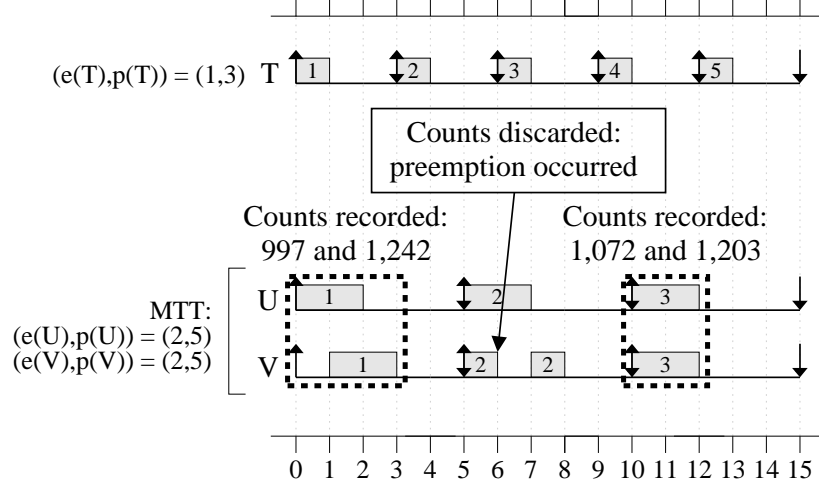 (e(T),p(T)) = (1,3) T 1 2 3 4 5
Counts discarded:
preemption occurred
Counts recorded:
997 and 1,242
Counts recorded:
1,072 and 1,203
MTT:
(e(U),p(U)) = (2,5)
(e(V),p(V)) = (2,5)
U 1 2 3
V 1 2 2 3
0 1 2 3 4 5 6 7 8 9 10 11 12 13 14 15